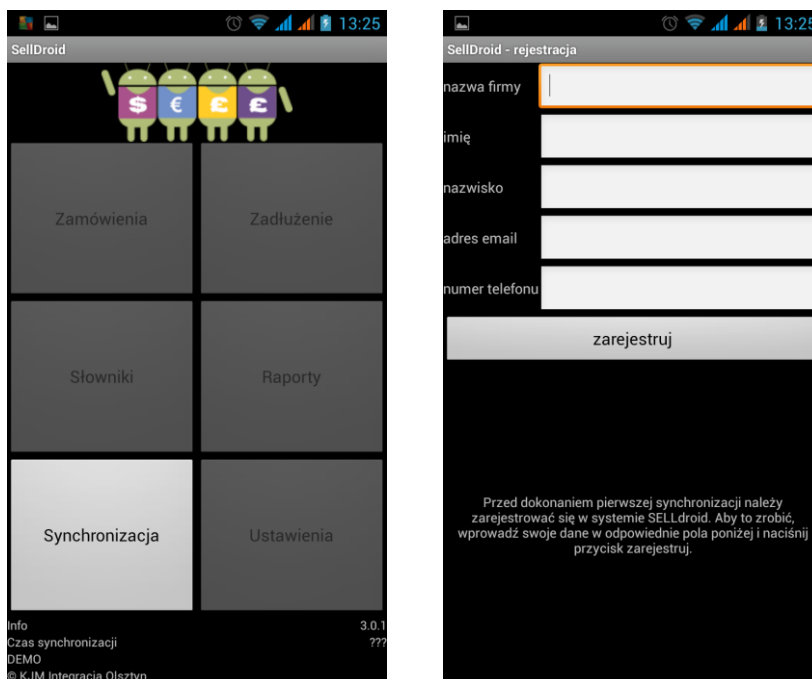 13:25
SellDroid
$ € £ £
Zamówienia Zadłużenie
Słowniki Raporty
Synchronizacja Ustawienia
Info 3.0.1
Czas synchronizacji ???
DEMO
© KJM Integracja Olsztyn
13:25
SellDroid - rejestracja
nazwa firmy
imię
nazwisko
adres email
numer telefonu
zarejestruj
Przed dokonaniem pierwszej synchronizacji należy
zarejestrować się w systemie SELLdroid. Aby to zrobić,
wprowadź swoje dane w odpowiednie pola poniżej i naciśnij
przycisk zarejestruj.